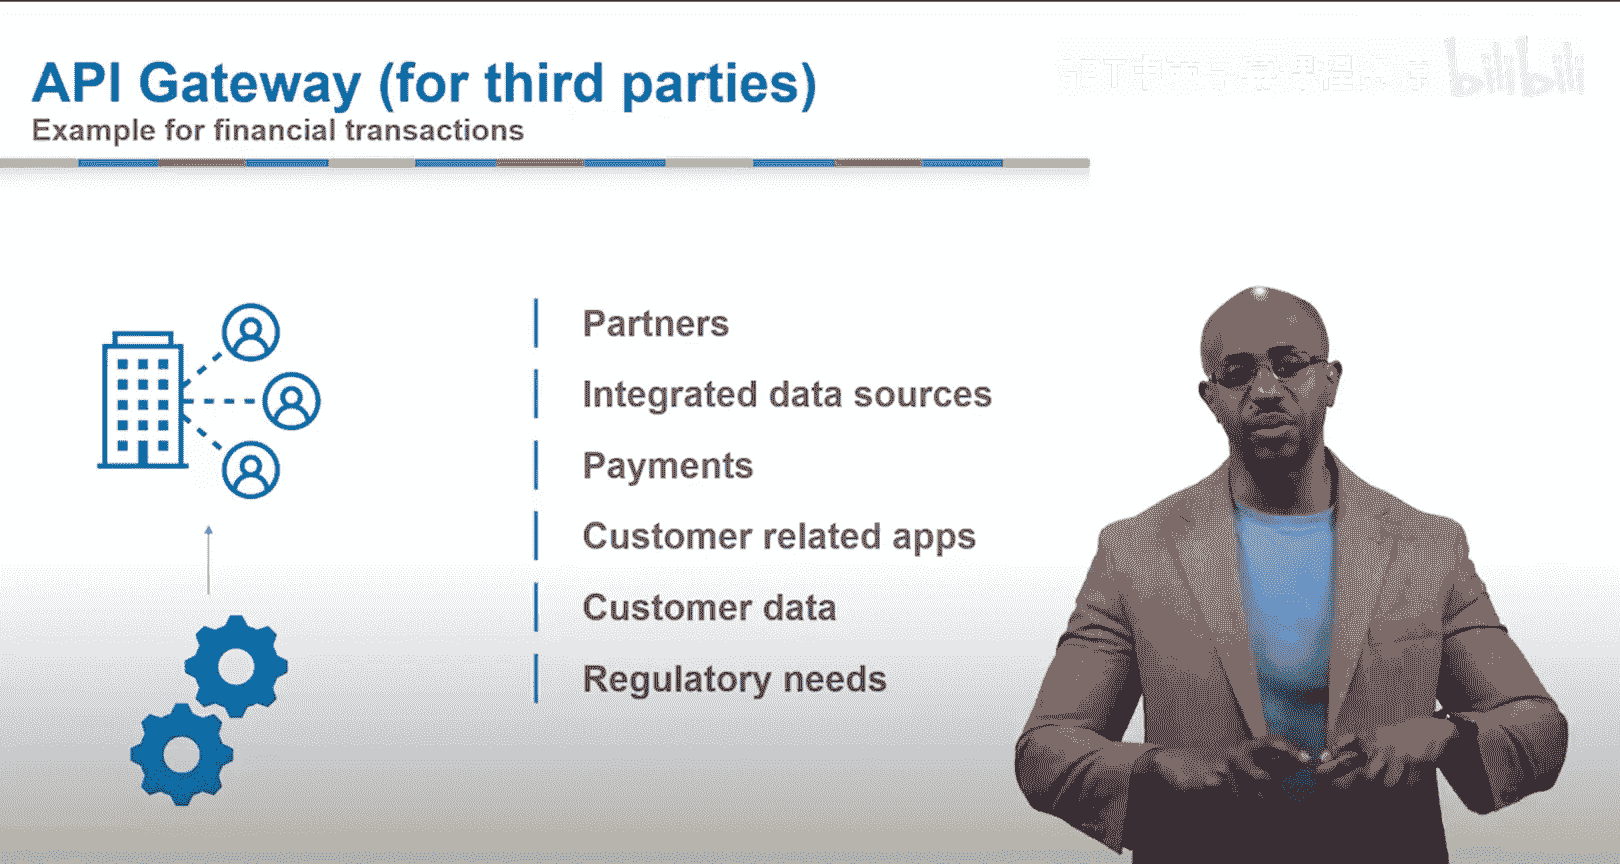 API Gateway (for third parties)
Example for financial transactions
bilibili
Partners
Integrated data sources
Payments
Customer related apps
Customer data
Regulatory needs